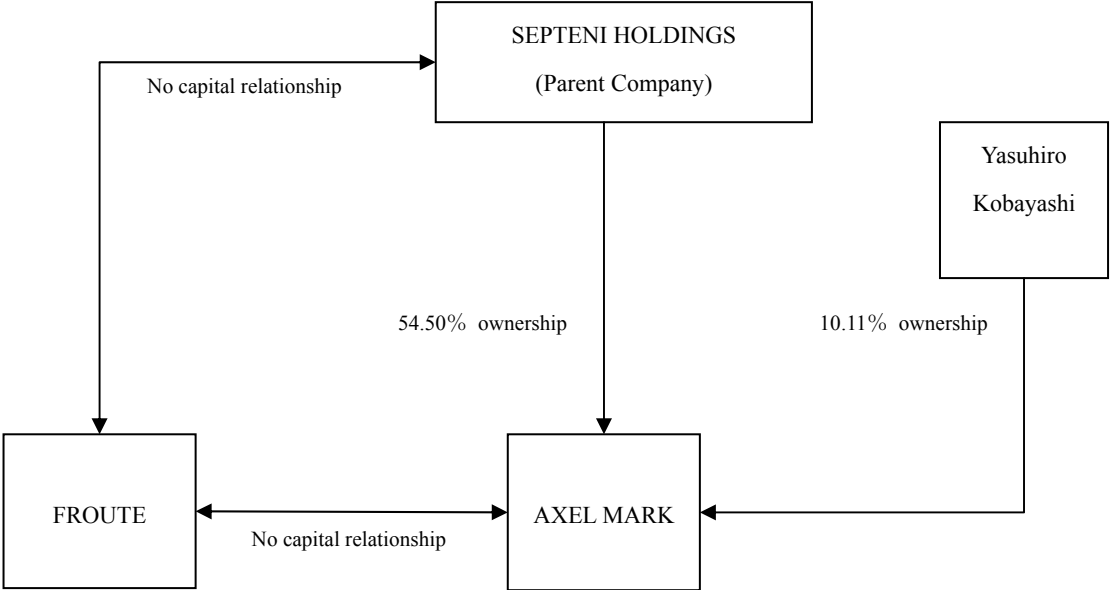 SEPTENI HOLDINGS
(Parent Company)
No capital relationship
Yasuhiro
Kobayashi
54.50% ownership
10.11% ownership
FROUTE
AXEL MARK
No capital relationship